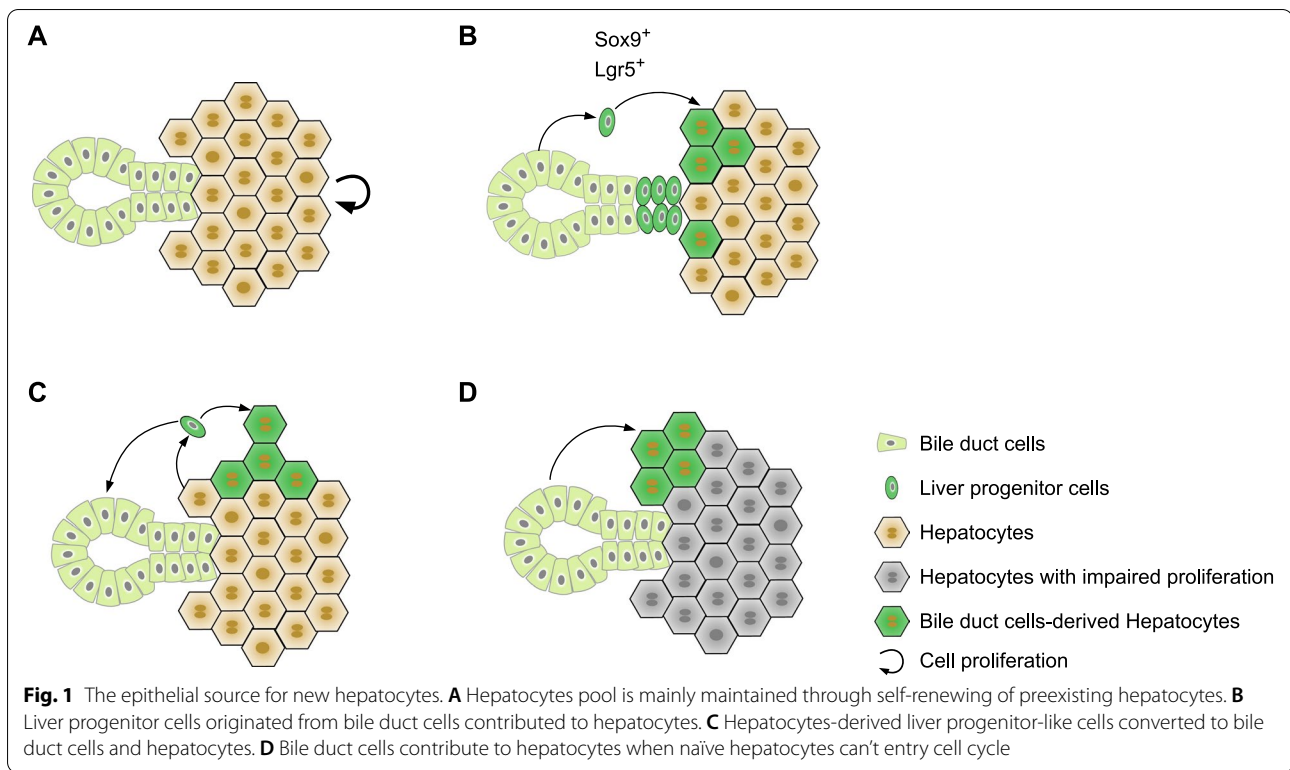 A
B
Sox9+
Lgr5+
C
D
Bile duct cells
Liver progenitor cells
Hepatocytes
Hepatocytes with impaired proliferation
Bile duct cells-derived Hepatocytes
Cell proliferation
Fig. 1 The epithelial source for new hepatocytes. A Hepatocytes pool is mainly maintained through self-renewing of preexisting hepatocytes. B
Liver progenitor cells originated from bile duct cells contributed to hepatocytes. C Hepatocytes-derived liver progenitor-like cells converted to bile
duct cells and hepatocytes. D Bile duct cells contribute to hepatocytes when naïve hepatocytes can't entry cell cycle